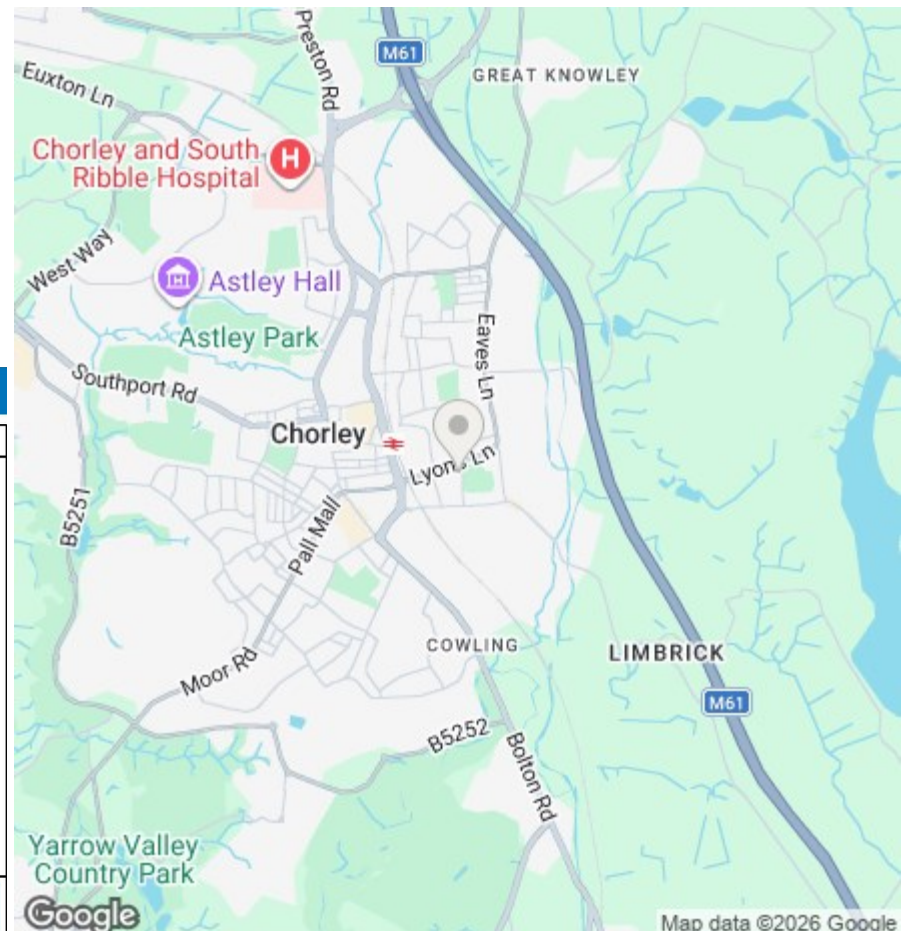 M61
GREAT KNOWLEY
Preston Rd
Euxton Ln
Chorley and South
Ribble Hospital
H
West Way
Astley Hall
Astley Park
Eaves Ln
Southport Rd
Chorley
Lyons Ln
B5251
Pall Mall
COWLING
LIMBRICK
Moor Rd
M61
B5252
Bolton Rd
Yarrow Valley
Country Park
Google
Map data ©2026 Google